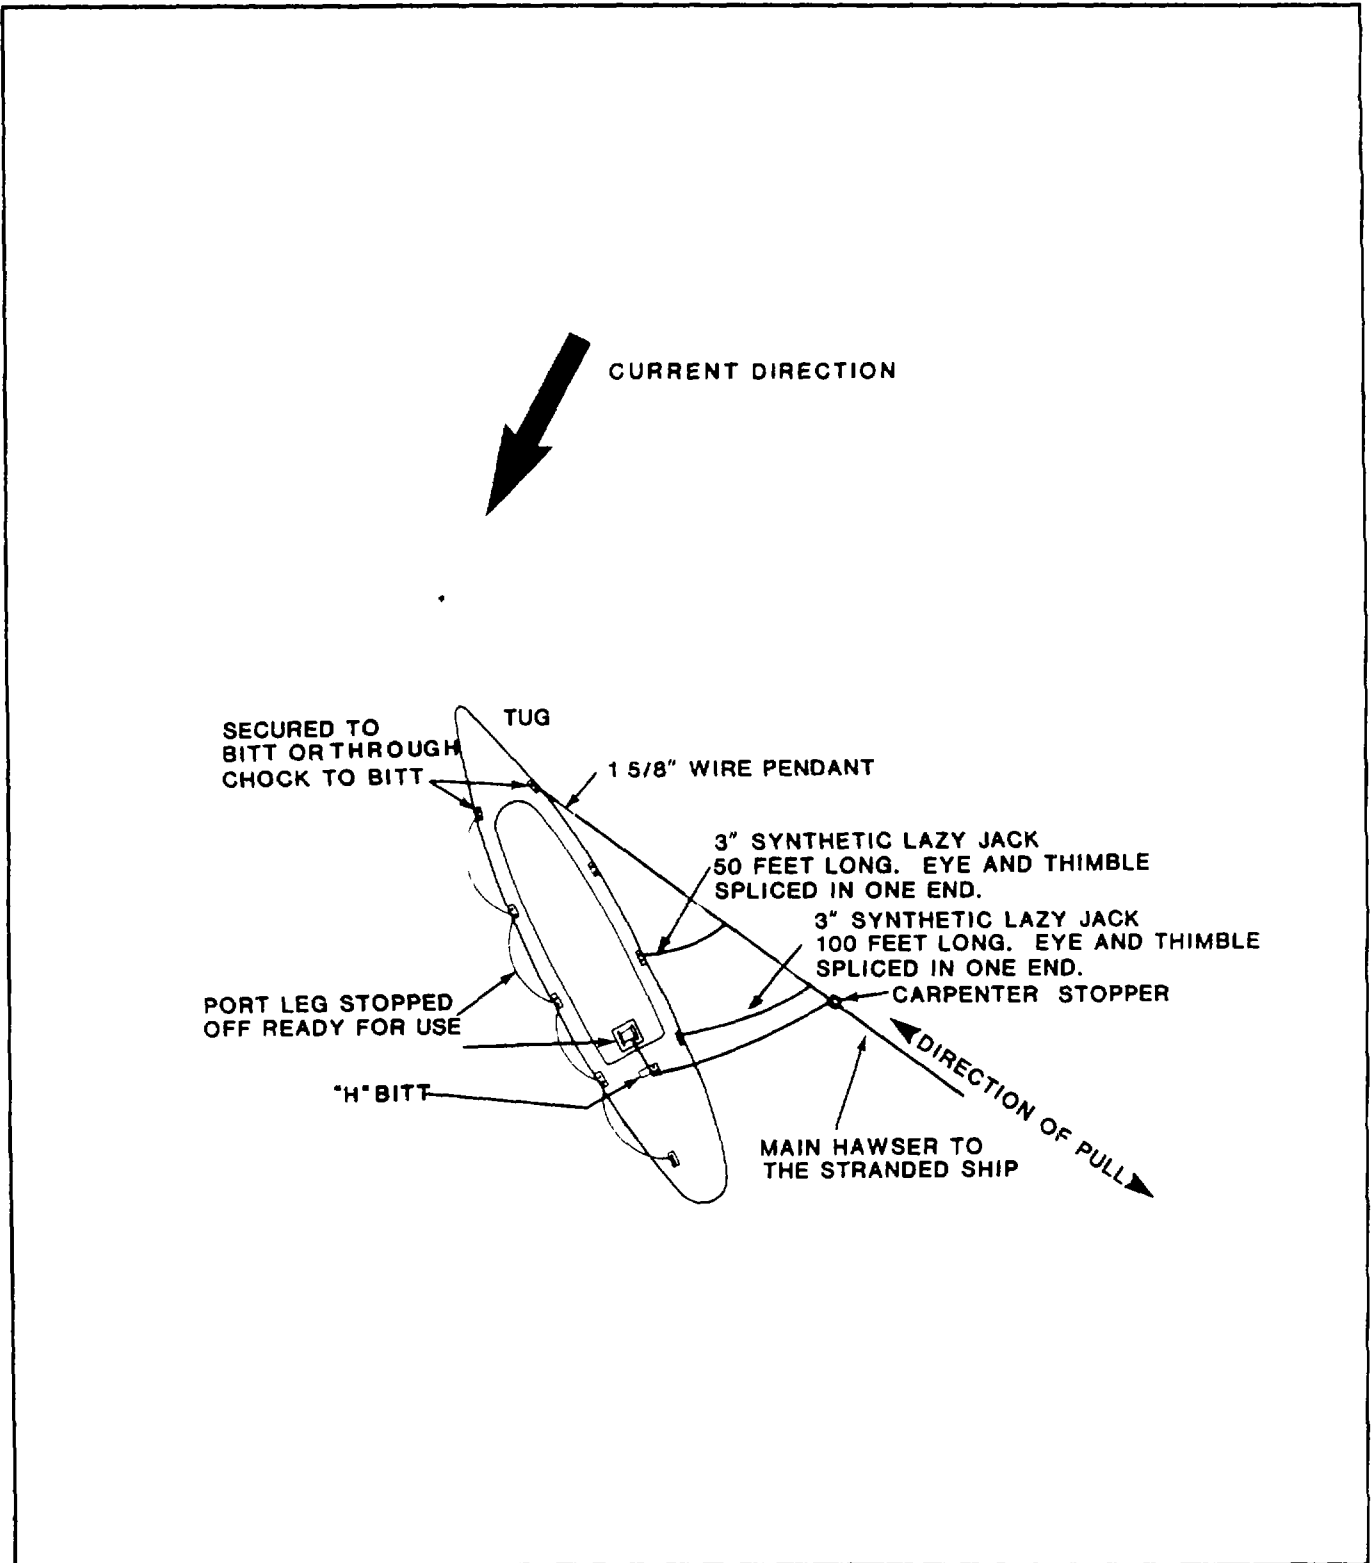 CURRENT DIRECTION
TUG
SECURED TO
BITT OR THROUGH
CHOCK TO BITT
1 5/8" WIRE PENDANT
3" SYNTHETIC LAZY JACK
50 FEET LONG. EYE AND THIMBLE
SPLICED IN ONE END.
3" SYNTHETIC LAZY JACK
100 FEET LONG. EYE AND THIMBLE
SPLICED IN ONE END.
CARPENTER STOPPER
PORT LEG STOPPED
OFF READY FOR USE
"H" BITT
DIRECTION OF PULL
MAIN HAWSER TO
THE STRANDED SHIP